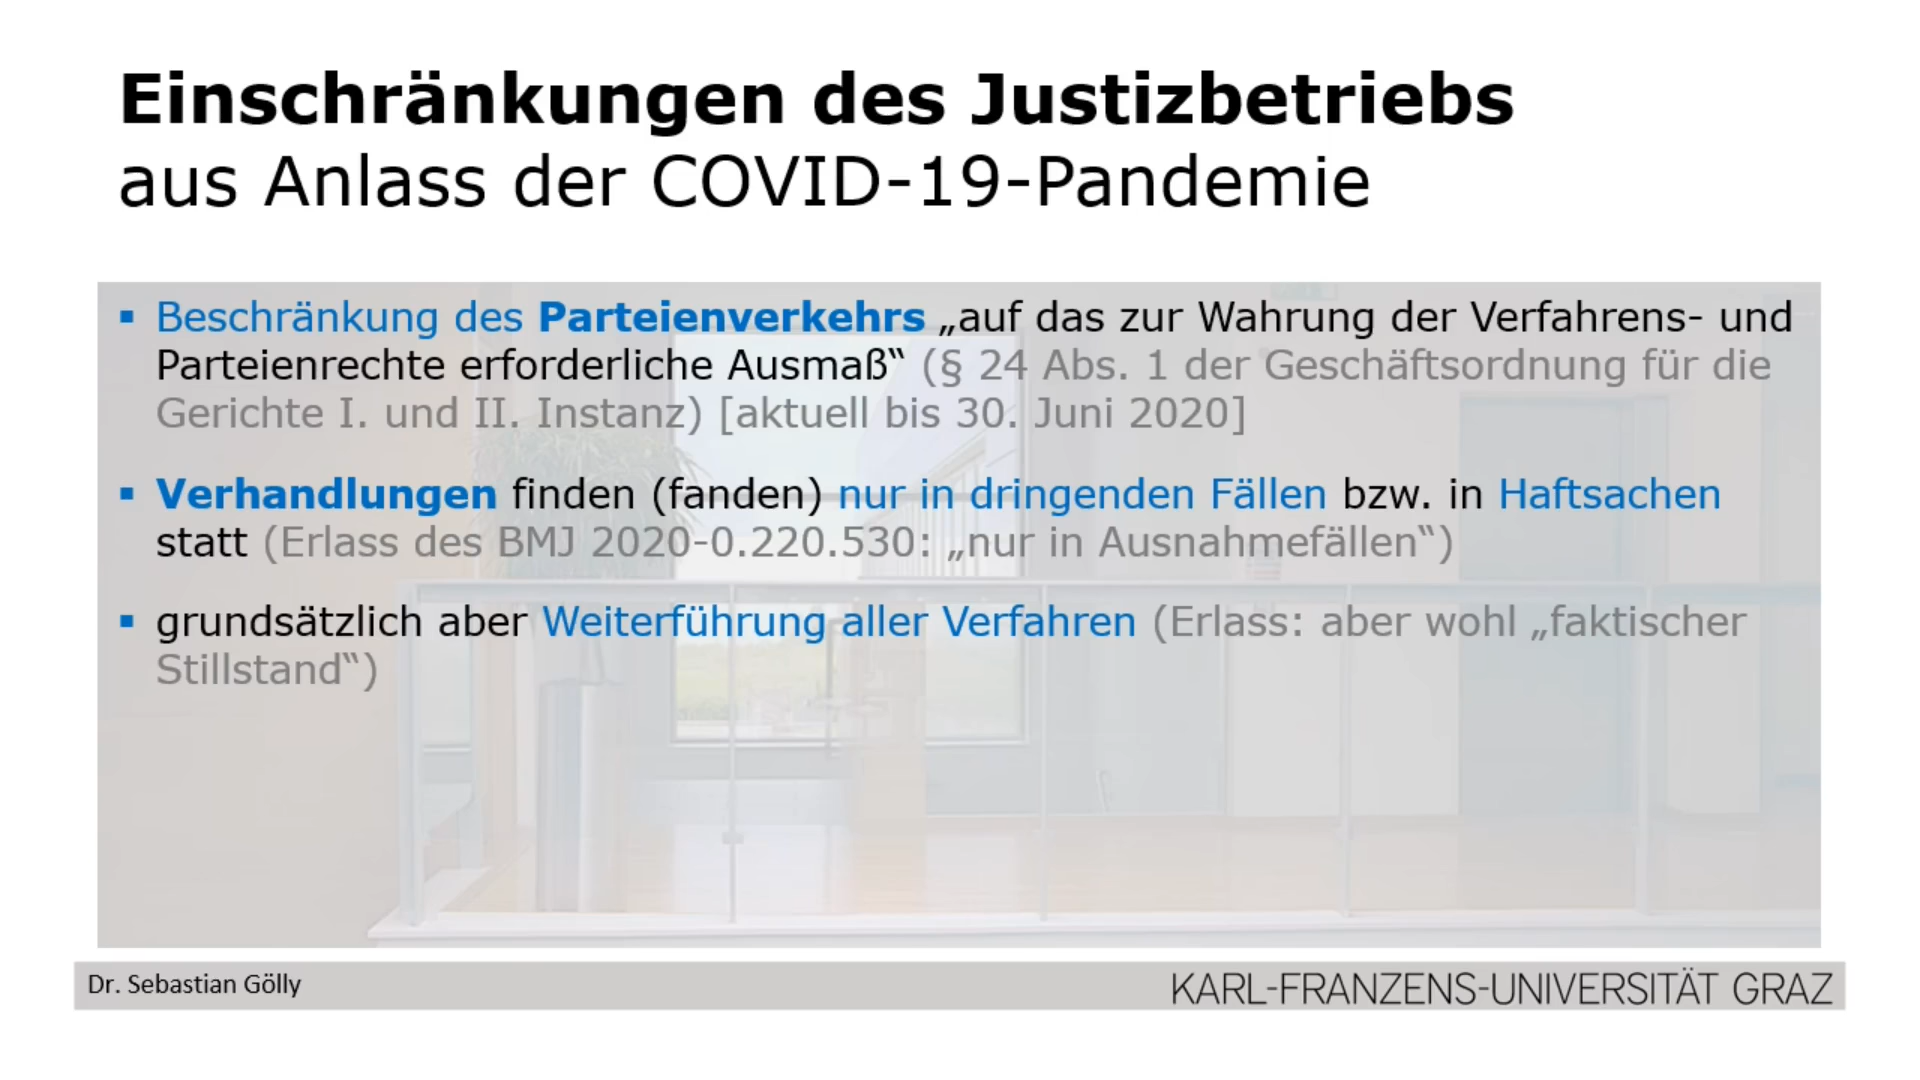 Einschränkungen des Justizbetriebs
aus Anlass der COVID-19-Pandemie
▪ Beschränkung des Parteienverkehrs „auf das zur Wahrung der Verfahrens- und
Parteienrechte erforderliche Ausmaß“ (§ 24 Abs. 1 der Geschäftsordnung für die
Gerichte I. und II. Instanz) [aktuell bis 30. Juni 2020]
▪ Verhandlungen finden (fanden) nur in dringenden Fällen bzw. in Haftsachen
statt (Erlass des BMJ 2020-0.220.530: „nur in Ausnahmefällen“)
▪ grundsätzlich aber Weiterführung aller Verfahren (Erlass: aber wohl „faktischer
Stillstand“)
Dr. Sebastian Gölly
KARL-FRANZENS-UNIVERSITÄT GRAZ